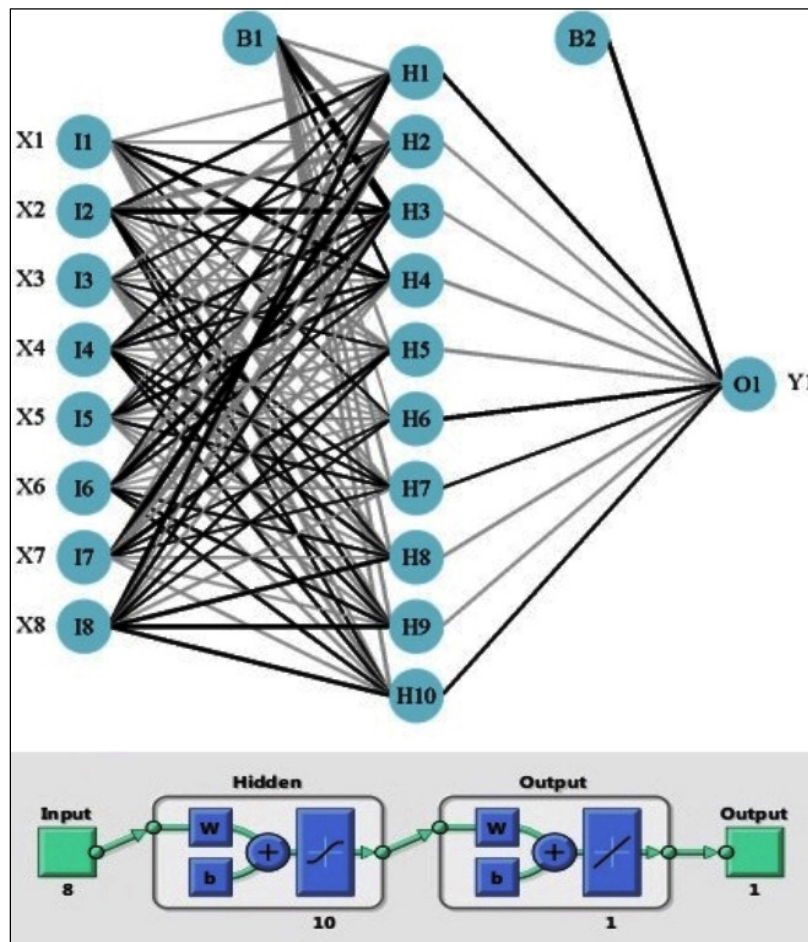 B1
B2
H1
X1 I1 H2
X2 I2 H3
X3 I3 H4
X4 I4 H5
O1 Y1
X5 I5 H6
X6 I6 H7
X7 I7 H8
X8 I8 H9
H10
Hidden
Output
Input
W
b
W
b
Output
8
10
1
1